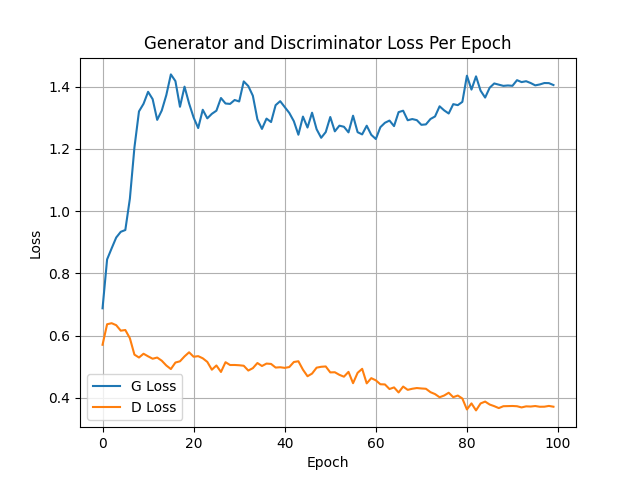 Generator and Discriminator Loss Per Epoch
1.4
1.2
1.0
0.8
0.6
0.4
Loss
G Loss
D Loss
0 20 40 60 80 100
Epoch